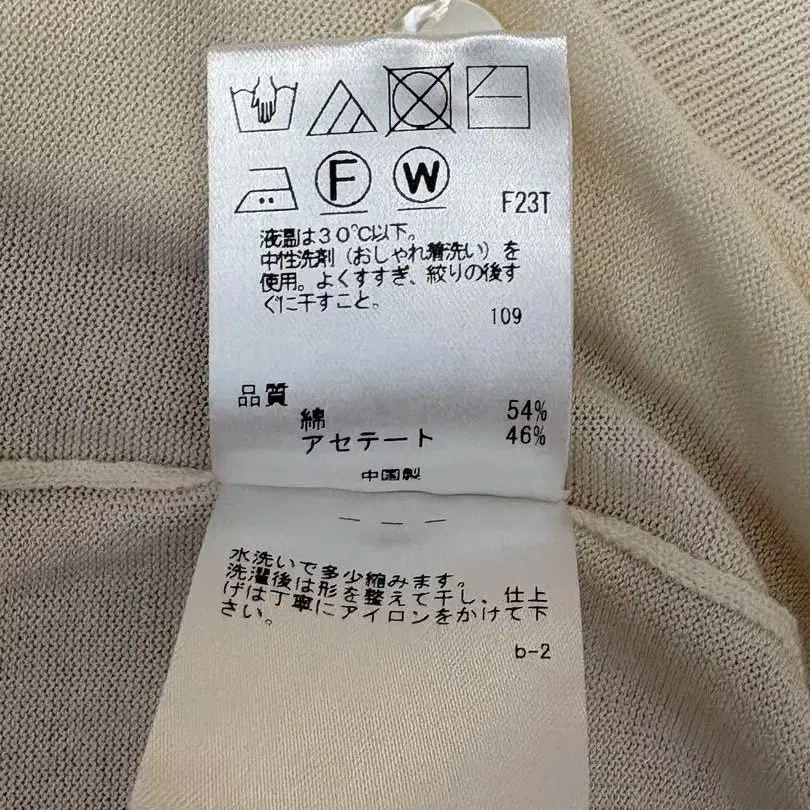 F W
F23T
液温は30℃以下。
中性洗剤（おしゃれ着洗い）を
使用。よくすすぎ、絞りの後す
ぐに干すこと。
109
品質
綿 54%
アセテート 46%
中国製
水洗いで多少縮みます。
洗濯後は形を整えて干し、仕上
げは丁寧にアイロンをかけて下
さい。
b-2